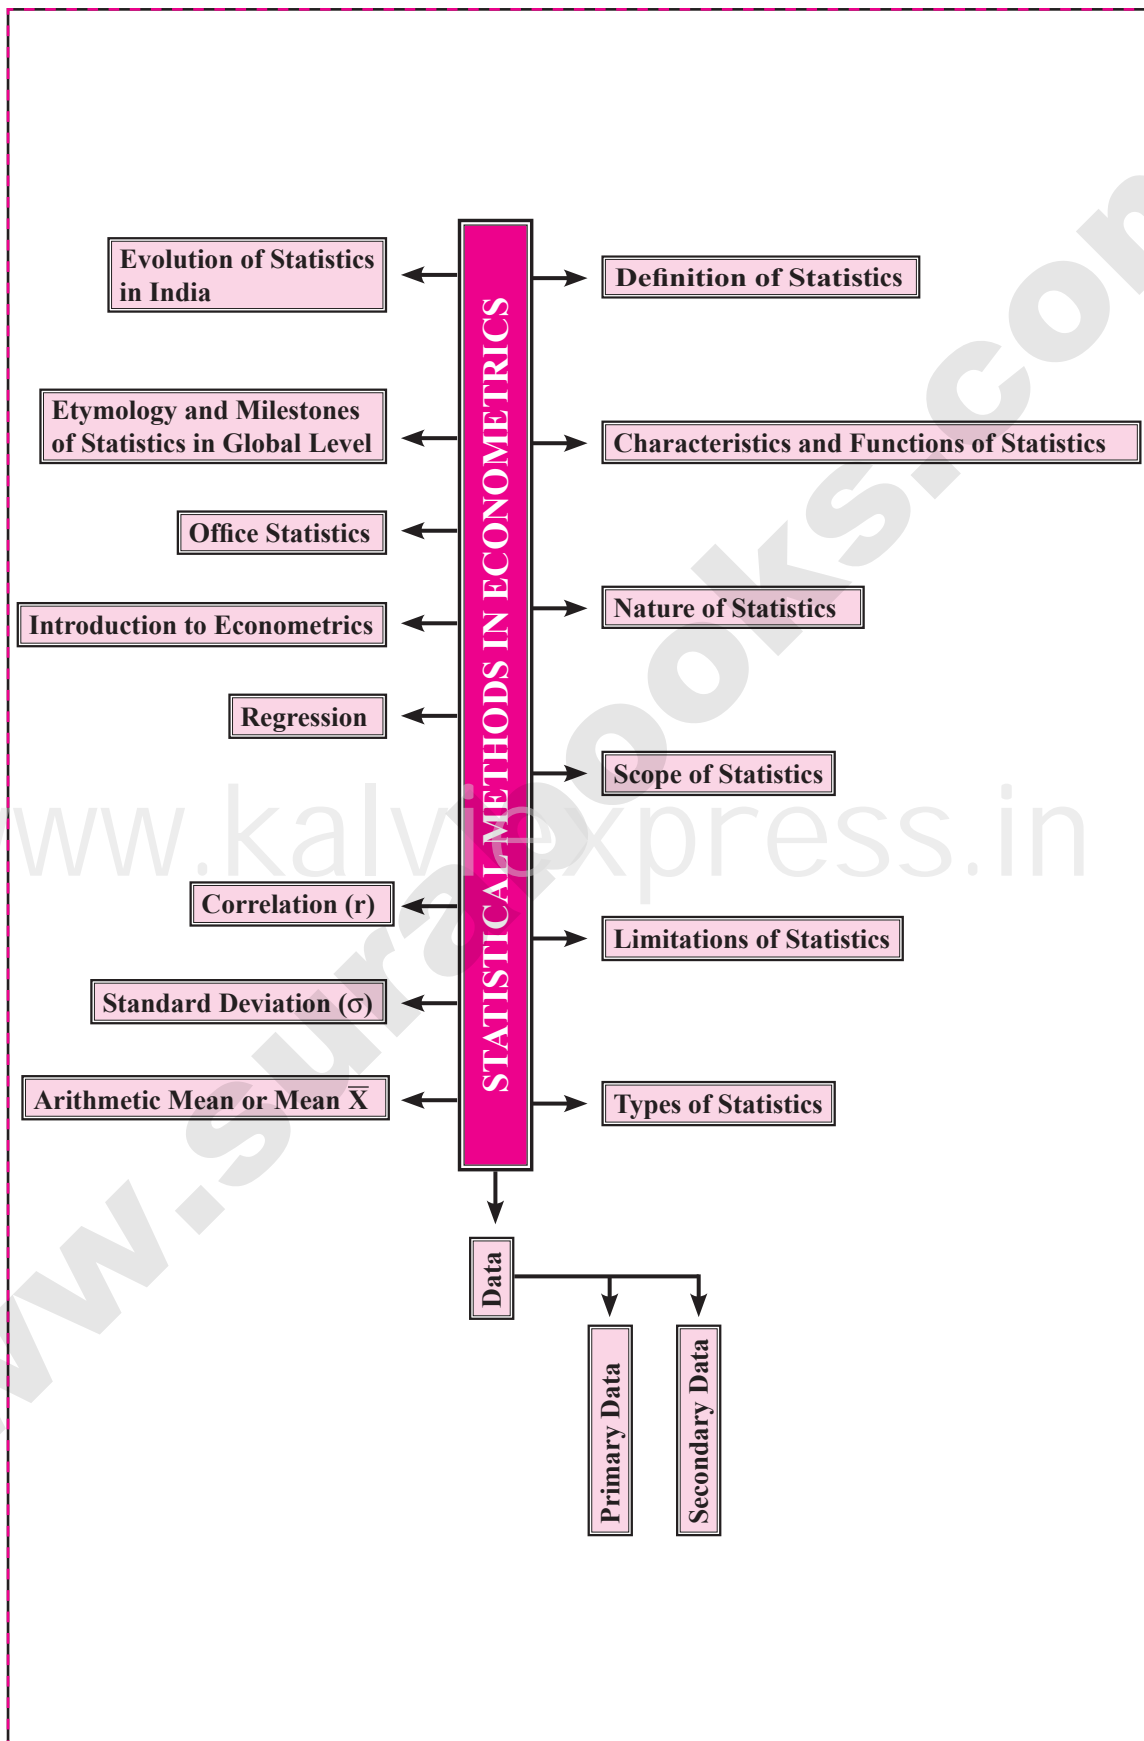 Evolution of Statistics
in India
Etymology and Milestones
of Statistics in Global Level
Office Statistics
Introduction to Econometrics
Regression
Correlation (r)
Standard Deviation (σ)
Arithmetic Mean or Mean X̅
STATISTICAL METHODS IN ECONOMETRICS
Definition of Statistics
Characteristics and Functions of Statistics
Nature of Statistics
Scope of Statistics
Limitations of Statistics
Types of Statistics
Data
Primary Data
Secondary Data
ww.kalviexpress.in
w.surabooks.com